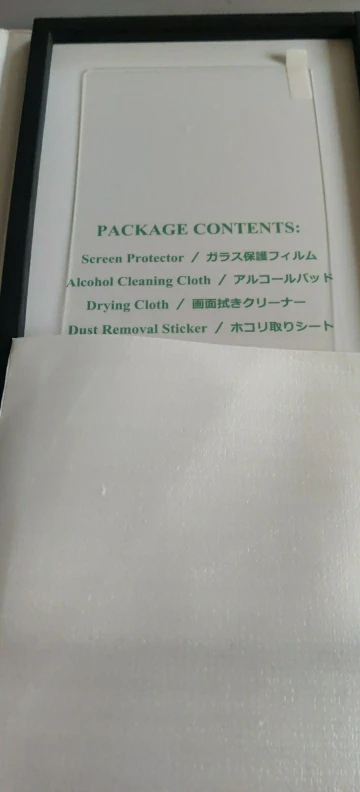 PACKAGE CONTENTS:
Screen Protector / ガラス保護フィルム
Alcohol Cleaning Cloth / アルコールパッド
Drying Cloth / 画面拭きクリーナー
Dust Removal Sticker / ホコリ取りシート